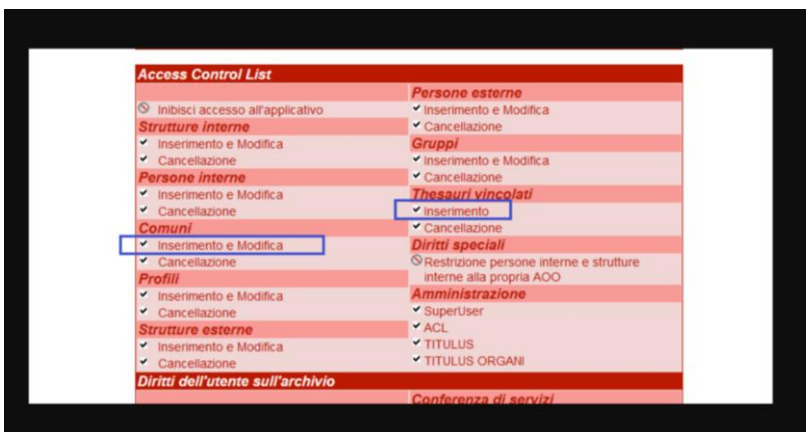 Access Control List
Inibisci accesso all'applicativo
Strutture interne
Inserimento e Modifica
Cancellazione
Persone interne
Inserimento e Modifica
Cancellazione
Comuni
Inserimento e Modifica
Cancellazione
Profili
Inserimento e Modifica
Cancellazione
Strutture esterne
Inserimento e Modifica
Cancellazione
Persone esterne
Inserimento e Modifica
Cancellazione
Gruppi
Inserimento e Modifica
Cancellazione
Thesauri vincolati
Inserimento
Cancellazione
Diritti speciali
Restrizione persone interne e strutture
interne alla propria AOO
Amministrazione
SuperUser
ACL
TITULUS
TITULUS ORGANI
Diritti dell'utente sull'archivio
Conferenza di servizi